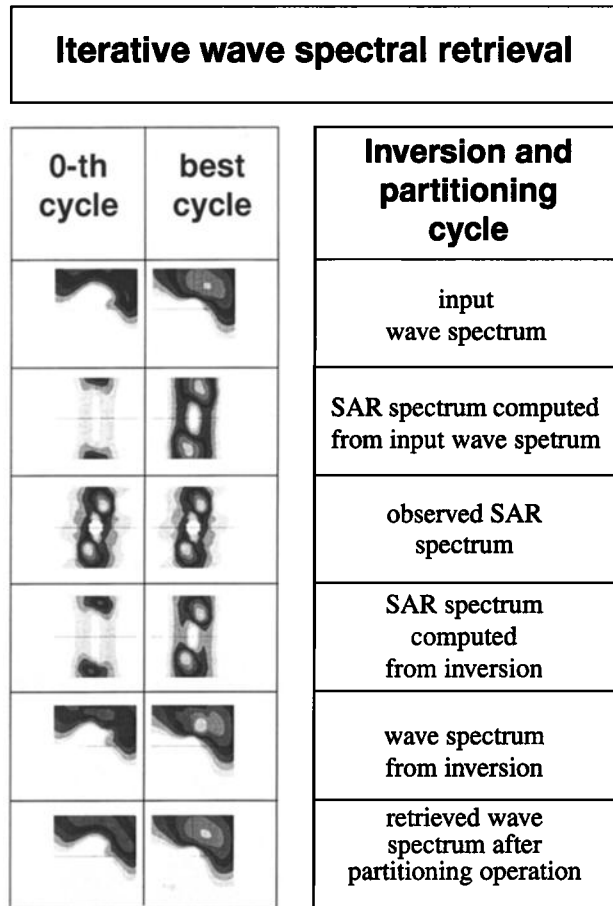 Iterative wave spectral retrieval
0-th
cycle
best
cycle
Inversion and
partitioning
cycle
input
wave spectrum
SAR spectrum computed
from input wave spetrum
observed SAR
spectrum
SAR spectrum
computed
from inversion
wave spectrum
from inversion
retrieved wave
spectrum after
partitioning operation